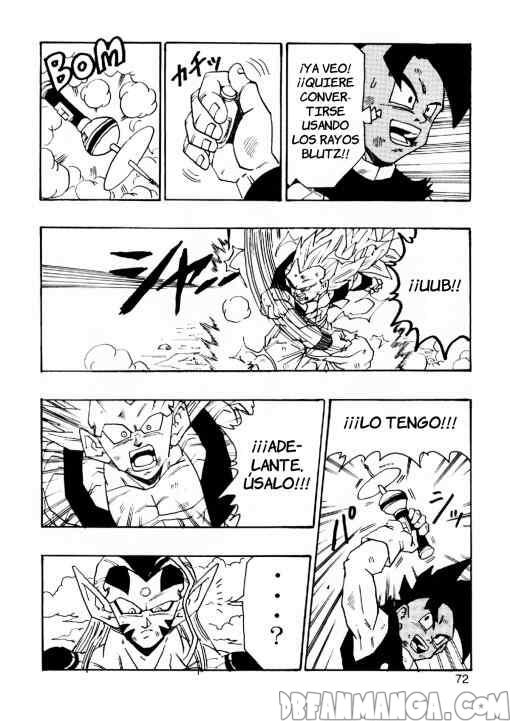 BOM
カチッ
¡YA VEO!
¡¡QUIERE
CONVER-
TIRSE
USANDO
LOS RAYOS
BLUTZ!!
シャ
¡¡UUB!!
¡¡¡ADE-
LANTE,
ÚSALO!!!
¡¡¡LO TENGO!!!
パシッ
....?
72
DBFANMANGA.COM